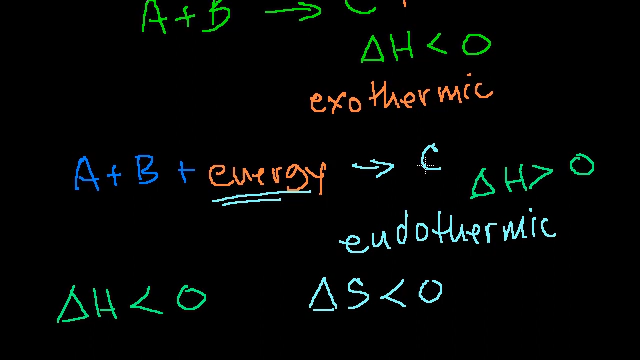 A + B → C
ΔH < 0
exothermic
A + B + energy → C ΔH > 0
endothermic
ΔH < 0 ΔS < 0